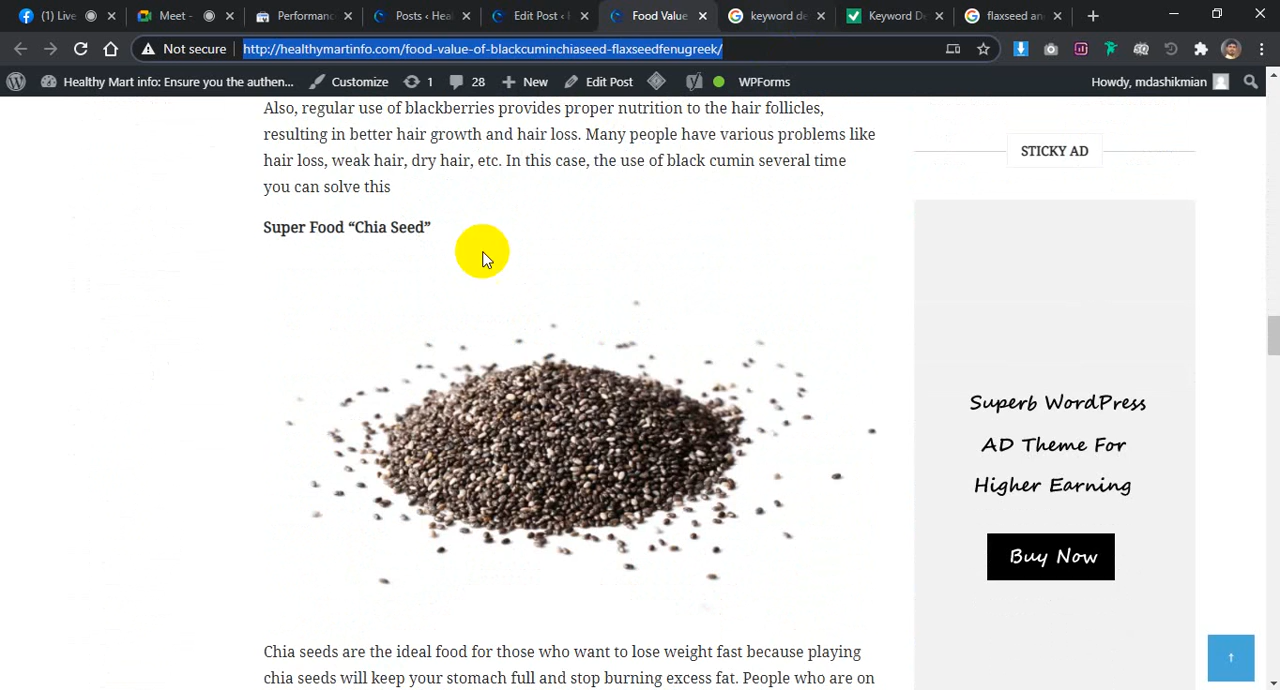 (1) Live
Meet -
Performanc
Posts ‹ Heal
Edit Post ‹ H
Food Value
keyword de
Keyword De
flaxseed an
Not secure
http://healthymartinfo.com/food-value-of-blackcuminchiaseed-flaxseedfenugreek/
Healthy Mart info: Ensure you the authen...
Customize
1
28
New
Edit Post
WPForms
Howdy, mdashikmian
Also, regular use of blackberries provides proper nutrition to the hair follicles,
resulting in better hair growth and hair loss. Many people have various problems like
hair loss, weak hair, dry hair, etc. In this case, the use of black cumin several time
you can solve this
Super Food “Chia Seed”
Chia seeds are the ideal food for those who want to lose weight fast because playing
chia seeds will keep your stomach full and stop burning excess fat. People who are on
STICKY AD
Superb WordPress
AD Theme For
Higher Earning
Buy Now